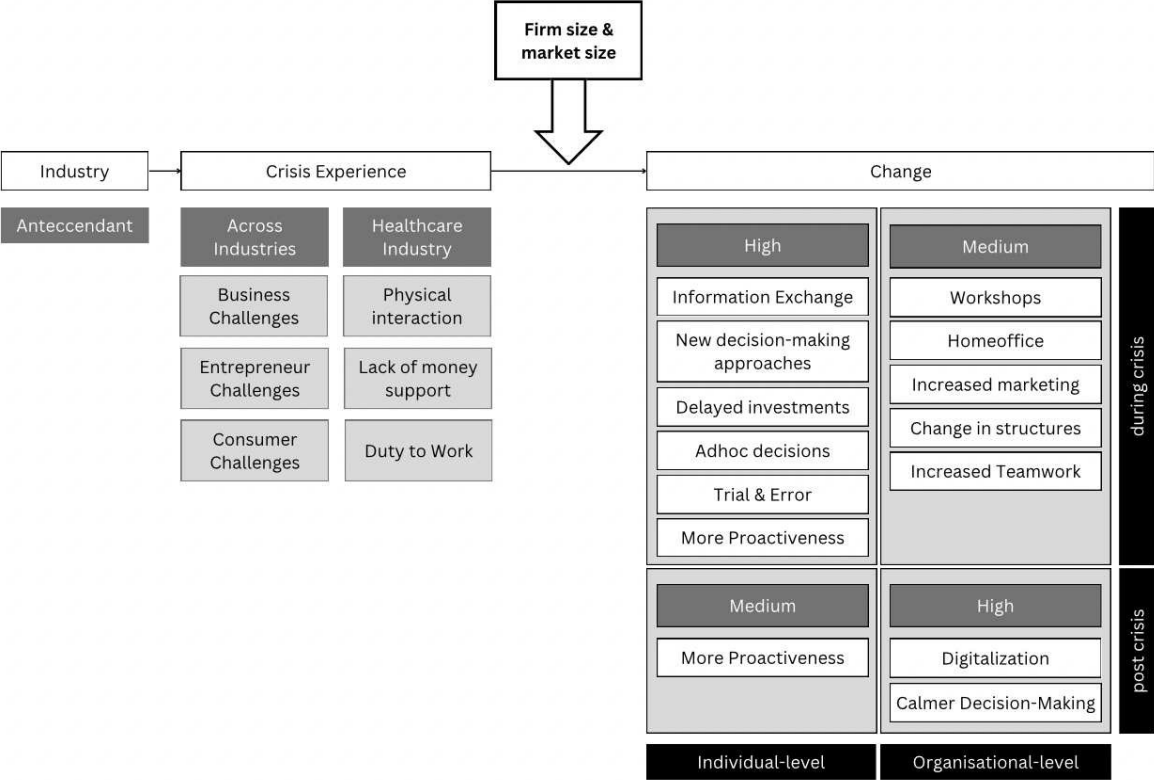 Firm size &
market size
Industry
Crisis Experience
Change
Anteccendant
Across
Industries
Healthcare
Industry
Business
Challenges
Physical
interaction
Entrepreneur
Challenges
Lack of money
support
Consumer
Challenges
Duty to Work
High
Information Exchange
New decision-making
approaches
Delayed investments
Adhoc decisions
Trial & Error
More Proactiveness
Medium
Workshops
Homeoffice
Increased marketing
Change in structures
Increased Teamwork
during crisis
Medium
More Proactiveness
High
Digitalization
Calmer Decision-Making
post crisis
Individual-level
Organisational-level